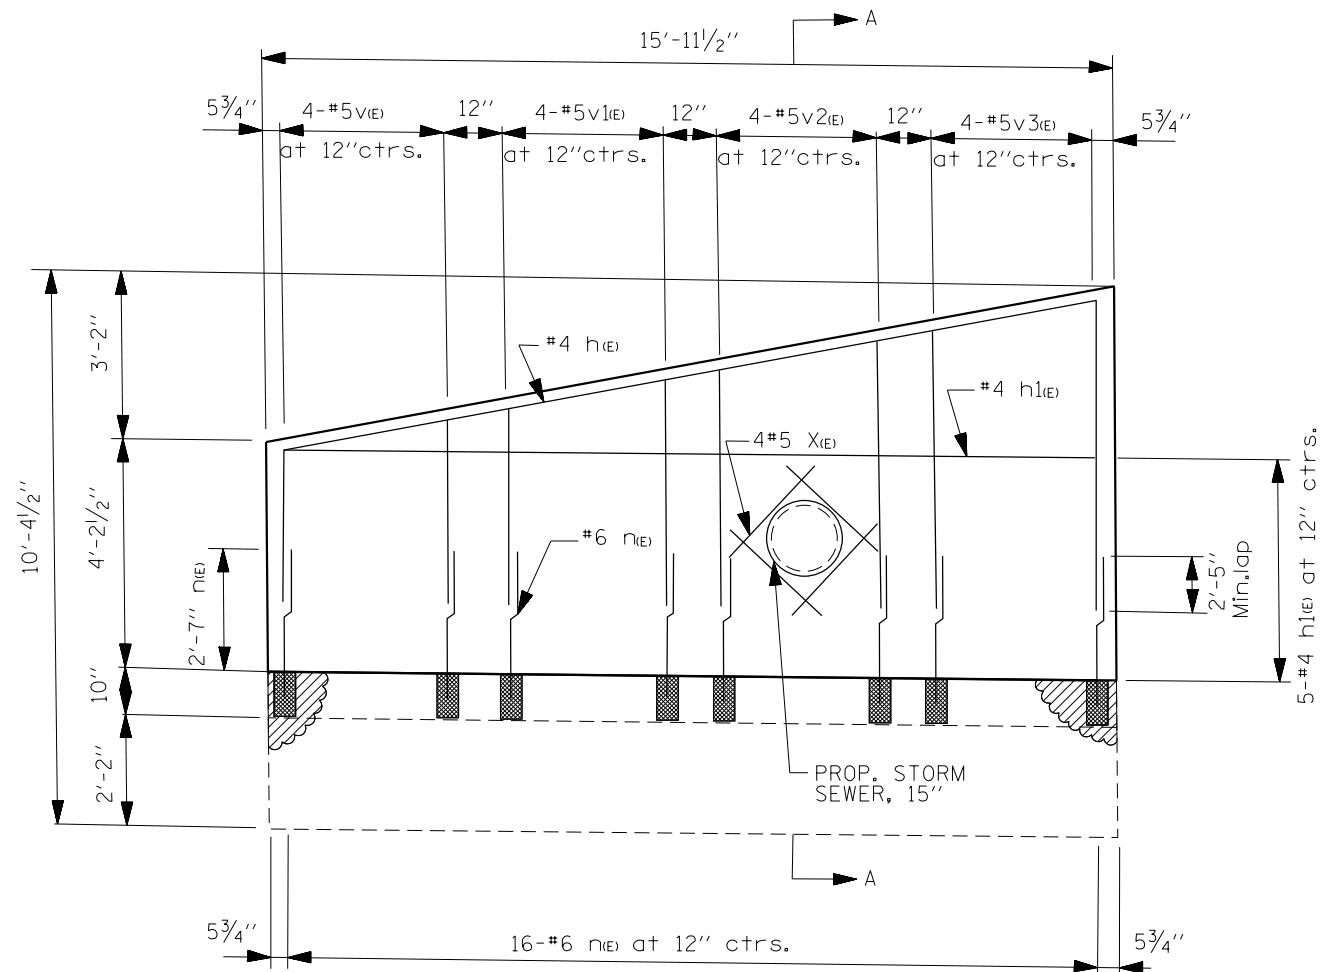 A
15'-11½"
5¾"
4-#5v(E)
12"
4-#5v1(E)
12"
4-#5v2(E)
12"
4-#5v3(E)
5¾"
at 12"ctrs.
at 12"ctrs.
at 12"ctrs.
at 12"ctrs.
3'-2"
#4 h(E)
#4 h1(E)
4#5 X(E)
10'-4½"
4'-2½"
2'-7" n(E)
#6 n(E)
2'-5"
Min.lap
5-#4 h1(E) at 12" ctrs.
10"
2'-2"
PROP. STORM
SEWER, 15"
A
5¾"
16-#6 n(E) at 12" ctrs.
5¾"